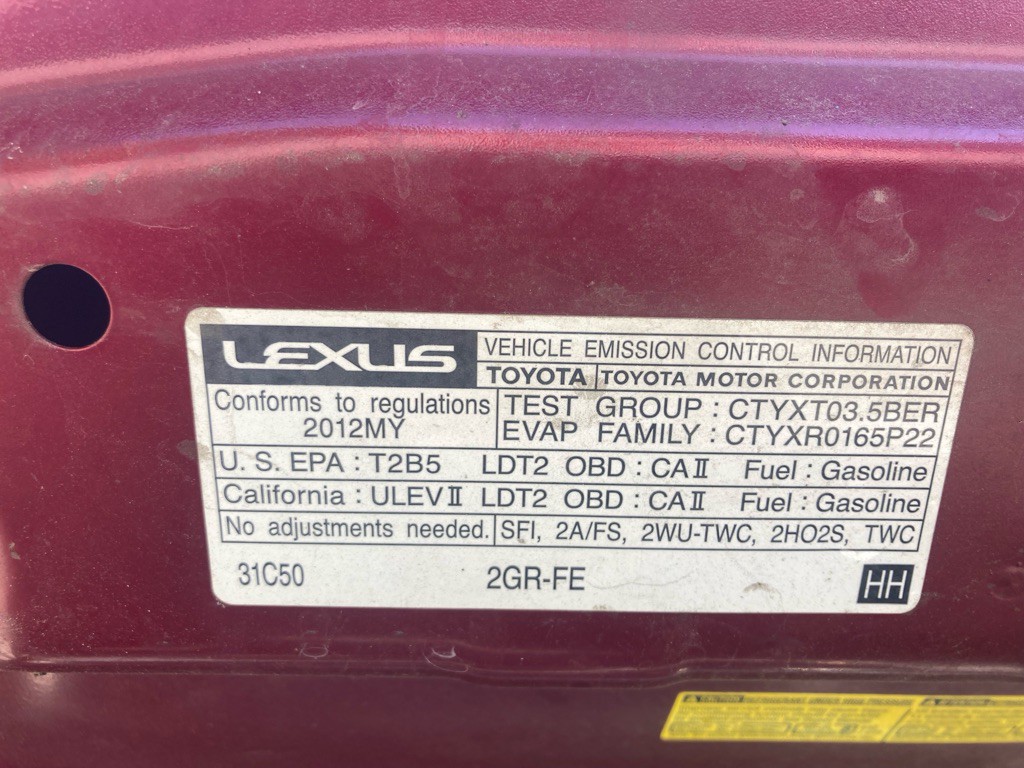 LEXUS VEHICLE EMISSION CONTROL INFORMATION
TOYOTA TOYOTA MOTOR CORPORATION
Conforms to regulations
2012MY
TEST GROUP : CTYXT03.5BER
EVAP FAMILY : CTYXR0165P22
U. S. EPA : T2B5 LDT2 OBD : CAⅡ Fuel : Gasoline
California : ULEVⅡ LDT2 OBD : CAⅡ Fuel : Gasoline
No adjustments needed. SFI, 2A/FS, 2WU-TWC, 2HO2S, TWC
31C50 2GR-FE HH